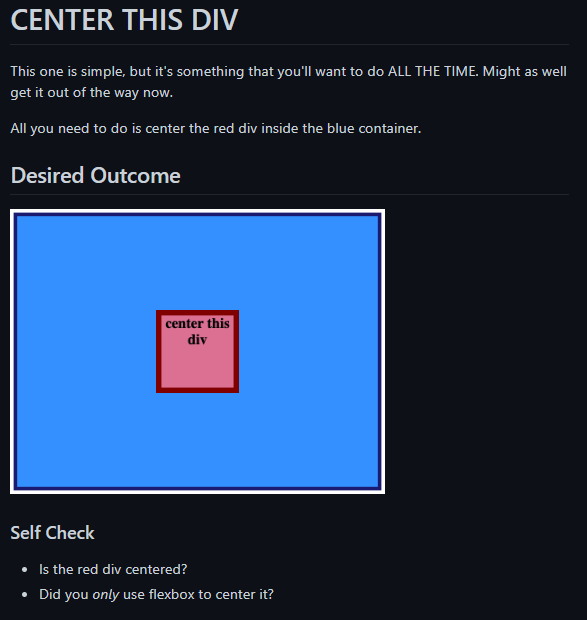 CENTER THIS DIV
This one is simple, but it's something that you'll want to do ALL THE TIME. Might as well
get it out of the way now.
All you need to do is center the red div inside the blue container.
Desired Outcome
center this
div
Self Check
• Is the red div centered?
• Did you only use flexbox to center it?